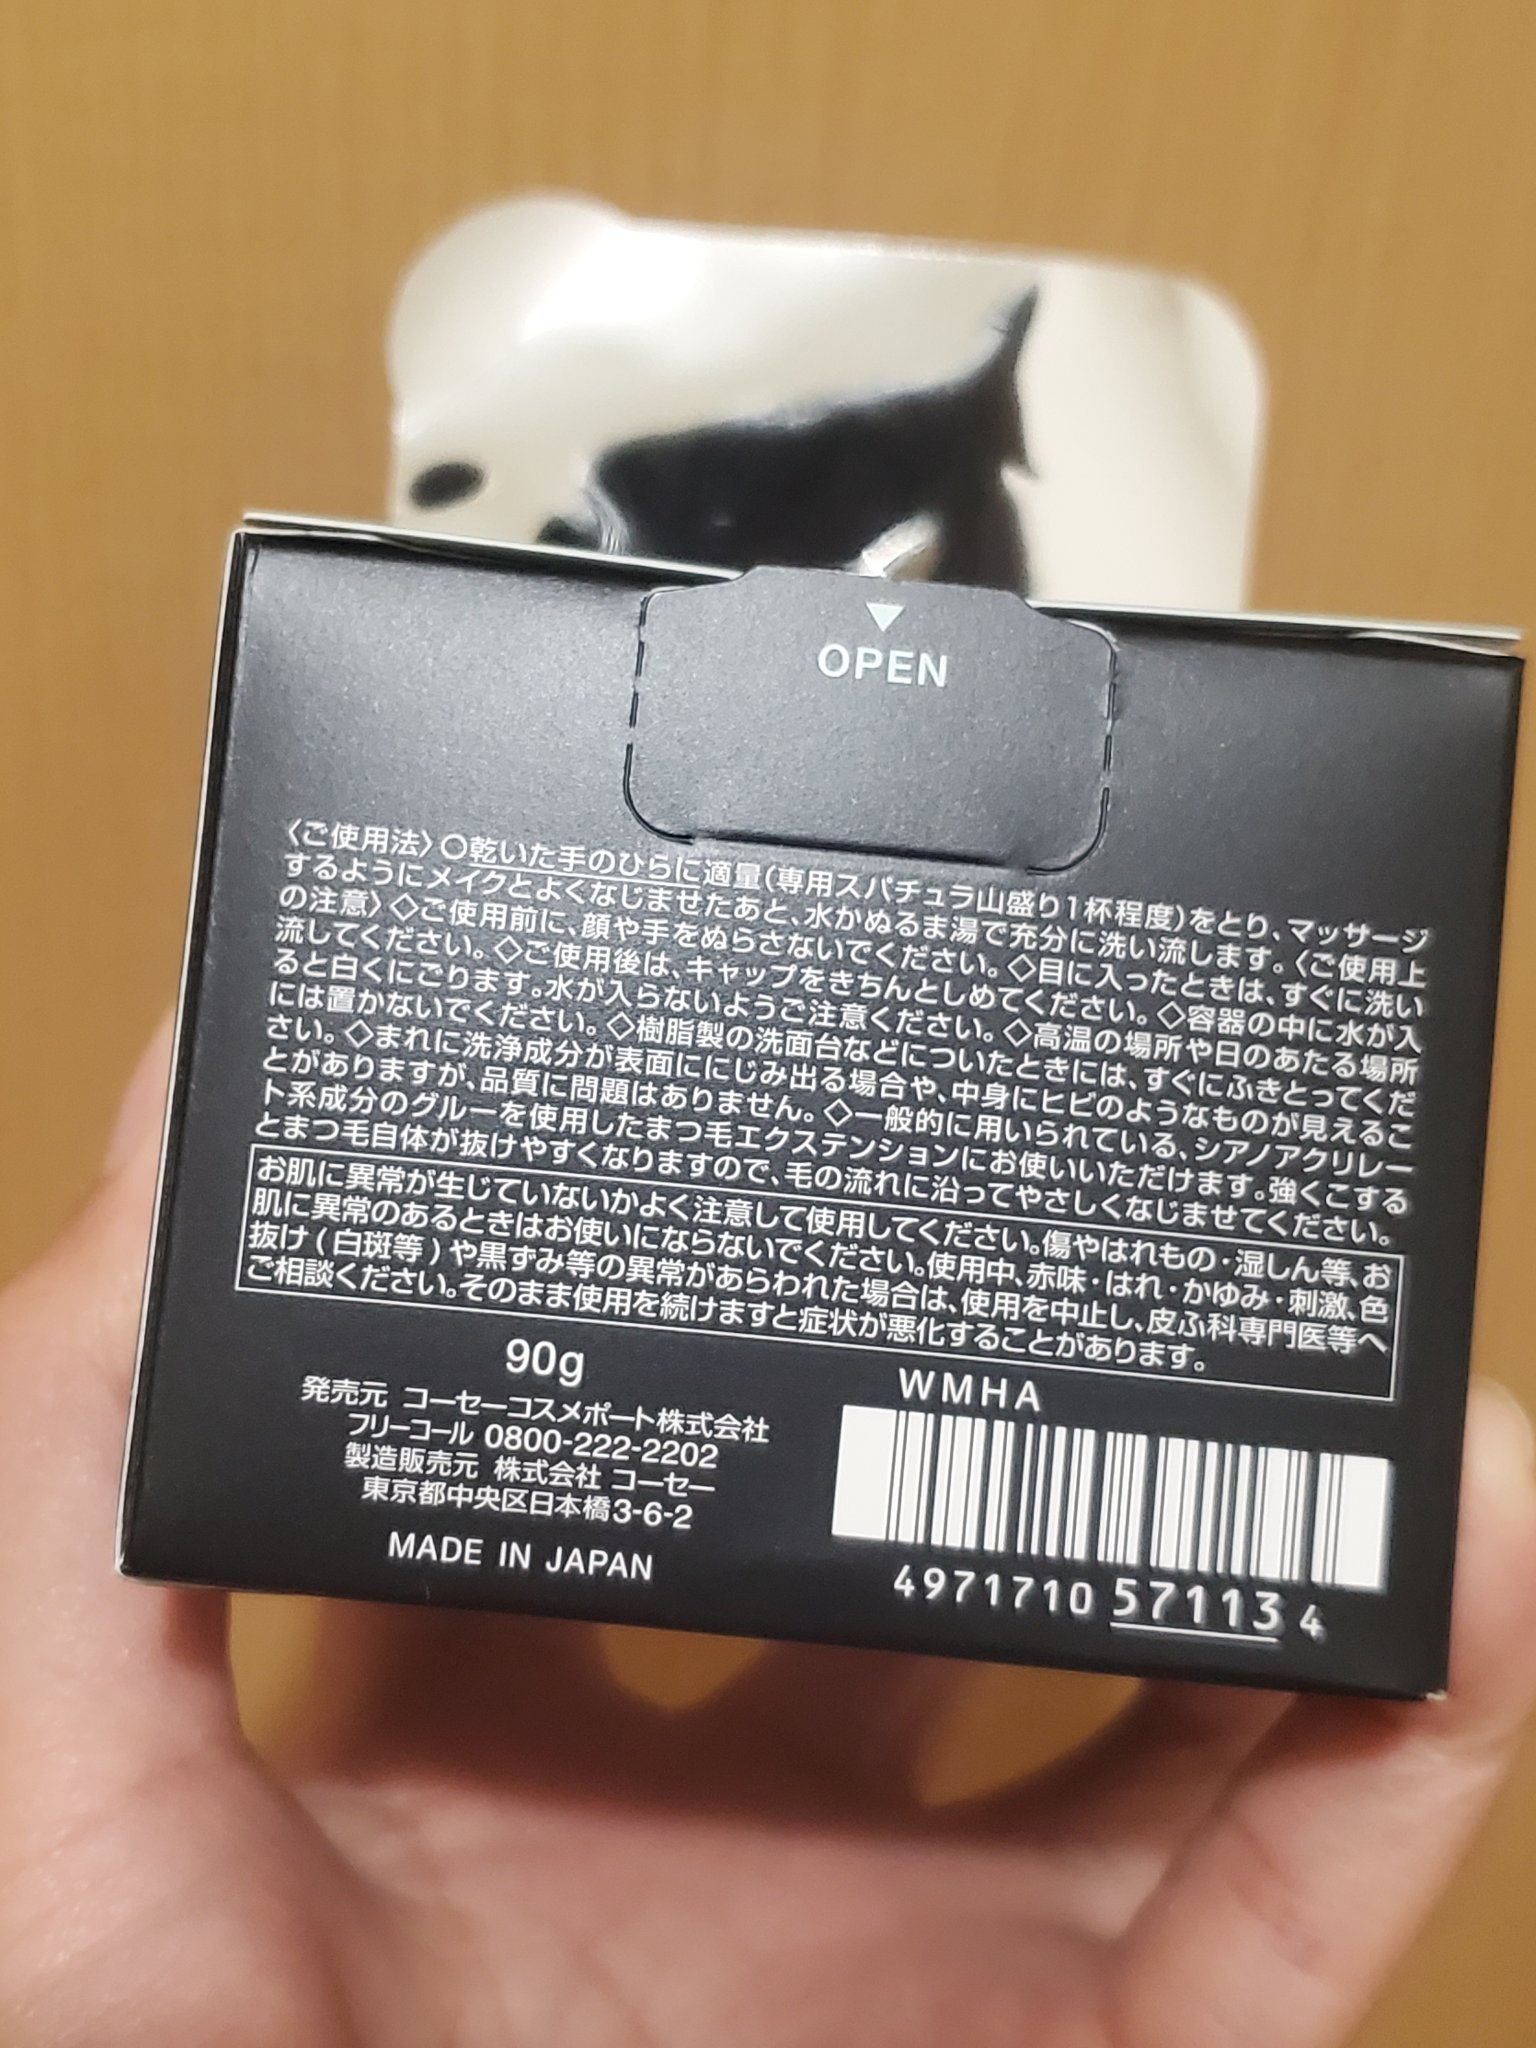 OPEN
〈ご使用法〉○乾いた手のひらに適量(専用スパチュラ山盛り1杯程度)をとり、マッサージ
するようにメイクとよくなじませたあと、水かぬるま湯で充分に洗い流します。〈ご使用上
の注意〉◇ご使用前に、顔や手をぬらさないでください。◇目に入ったときは、すぐに洗い
流してください。◇ご使用後は、キャップをきちんとしめてください。◇容器の中に水が入
ると白くにごります。水が入らないようご注意ください。◇高温の場所や日のあたる場所
には置かないでください。◇樹脂製の洗面台などについたときには、すぐにふきとってくだ
さい。◇まれに洗浄成分が表面ににじみ出る場合や、中身にヒビのようなものが見えるこ
とがありますが、品質に問題はありません。◇一般的に用いられている、シアノアクリレー
ト系成分のグルーを使用したまつ毛エクステンションにお使いいただけます。強くこする
とまつ毛自体が抜けやすくなりますので、毛の流れに沿ってやさしくなじませてください。
お肌に異常が生じていないかよく注意して使用してください。傷やはれもの・湿しん等、お
肌に異常のあるときはお使いにならないでください。使用中、赤味・はれ・かゆみ・刺激、色
抜け(白斑等)や黒ずみ等の異常があらわれた場合は、使用を中止し、皮ふ科専門医等へ
ご相談ください。そのまま使用を続けますと症状が悪化することがあります。
90g
発売元 コーセーコスメポート株式会社
フリーコール 0800-222-2202
製造販売元 株式会社 コーセー
東京都中央区日本橋3-6-2
MADE IN JAPAN
WMHA
4971710 57113 4